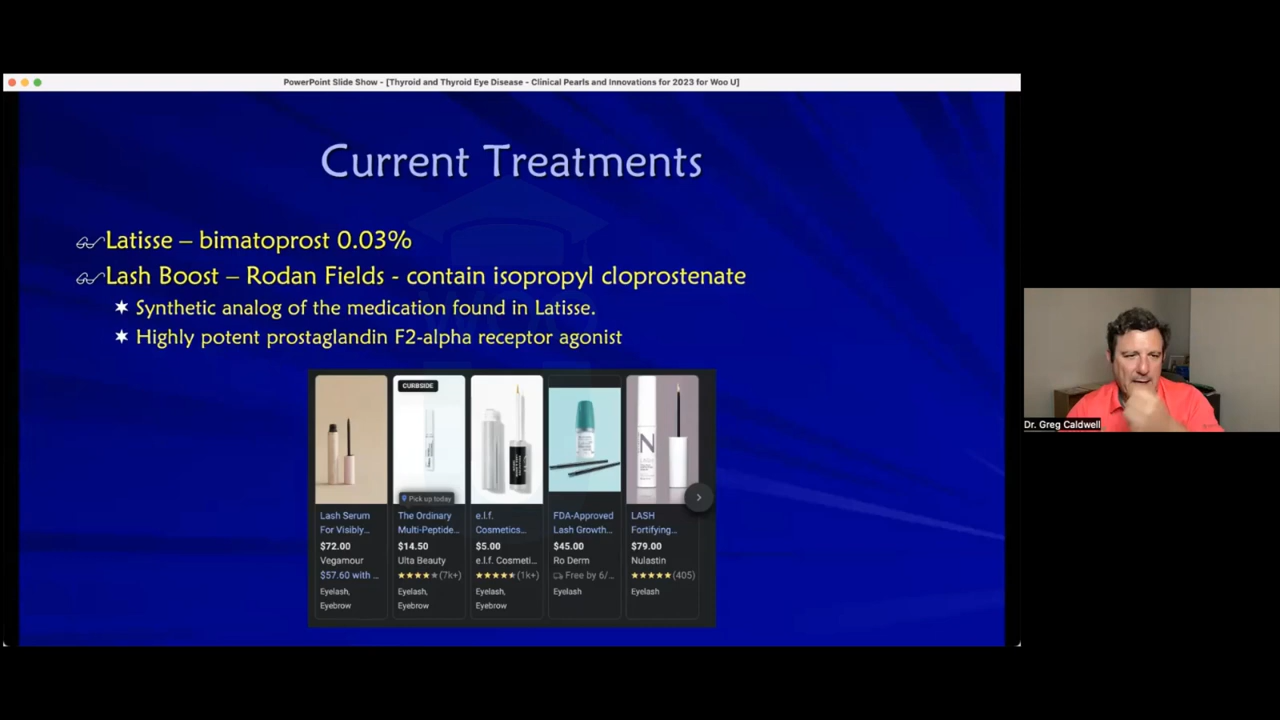 PowerPoint Slide Show - [Thyroid and Thyroid Eye Disease - Clinical Pearls and Innovations for 2023 for Woo U]
Current Treatments
Latisse – bimatoprost 0.03%
Lash Boost – Rodan Fields - contain isopropyl cloprostenate
Synthetic analog of the medication found in Latisse.
Highly potent prostaglandin F2-alpha receptor agonist
CURBSIDE
N
Pick up today
Lash Serum For Visibly...
$72.00
Vegamour
$57.60 with ...
Eyelash, Eyebrow
The Ordinary Multi-Peptide...
$14.50
Ulta Beauty
(7k+)
Eyelash, Eyebrow
e.l.f. Cosmetics...
$5.00
e.l.f. Cosmeti...
(1k+)
Eyelash, Eyebrow
FDA-Approved Lash Growth...
$45.00
Ro Derm
Free by 6/...
Eyelash
LASH Fortifying...
$79.00
Nulastin
(405)
Eyelash
Dr. Greg Caldwell